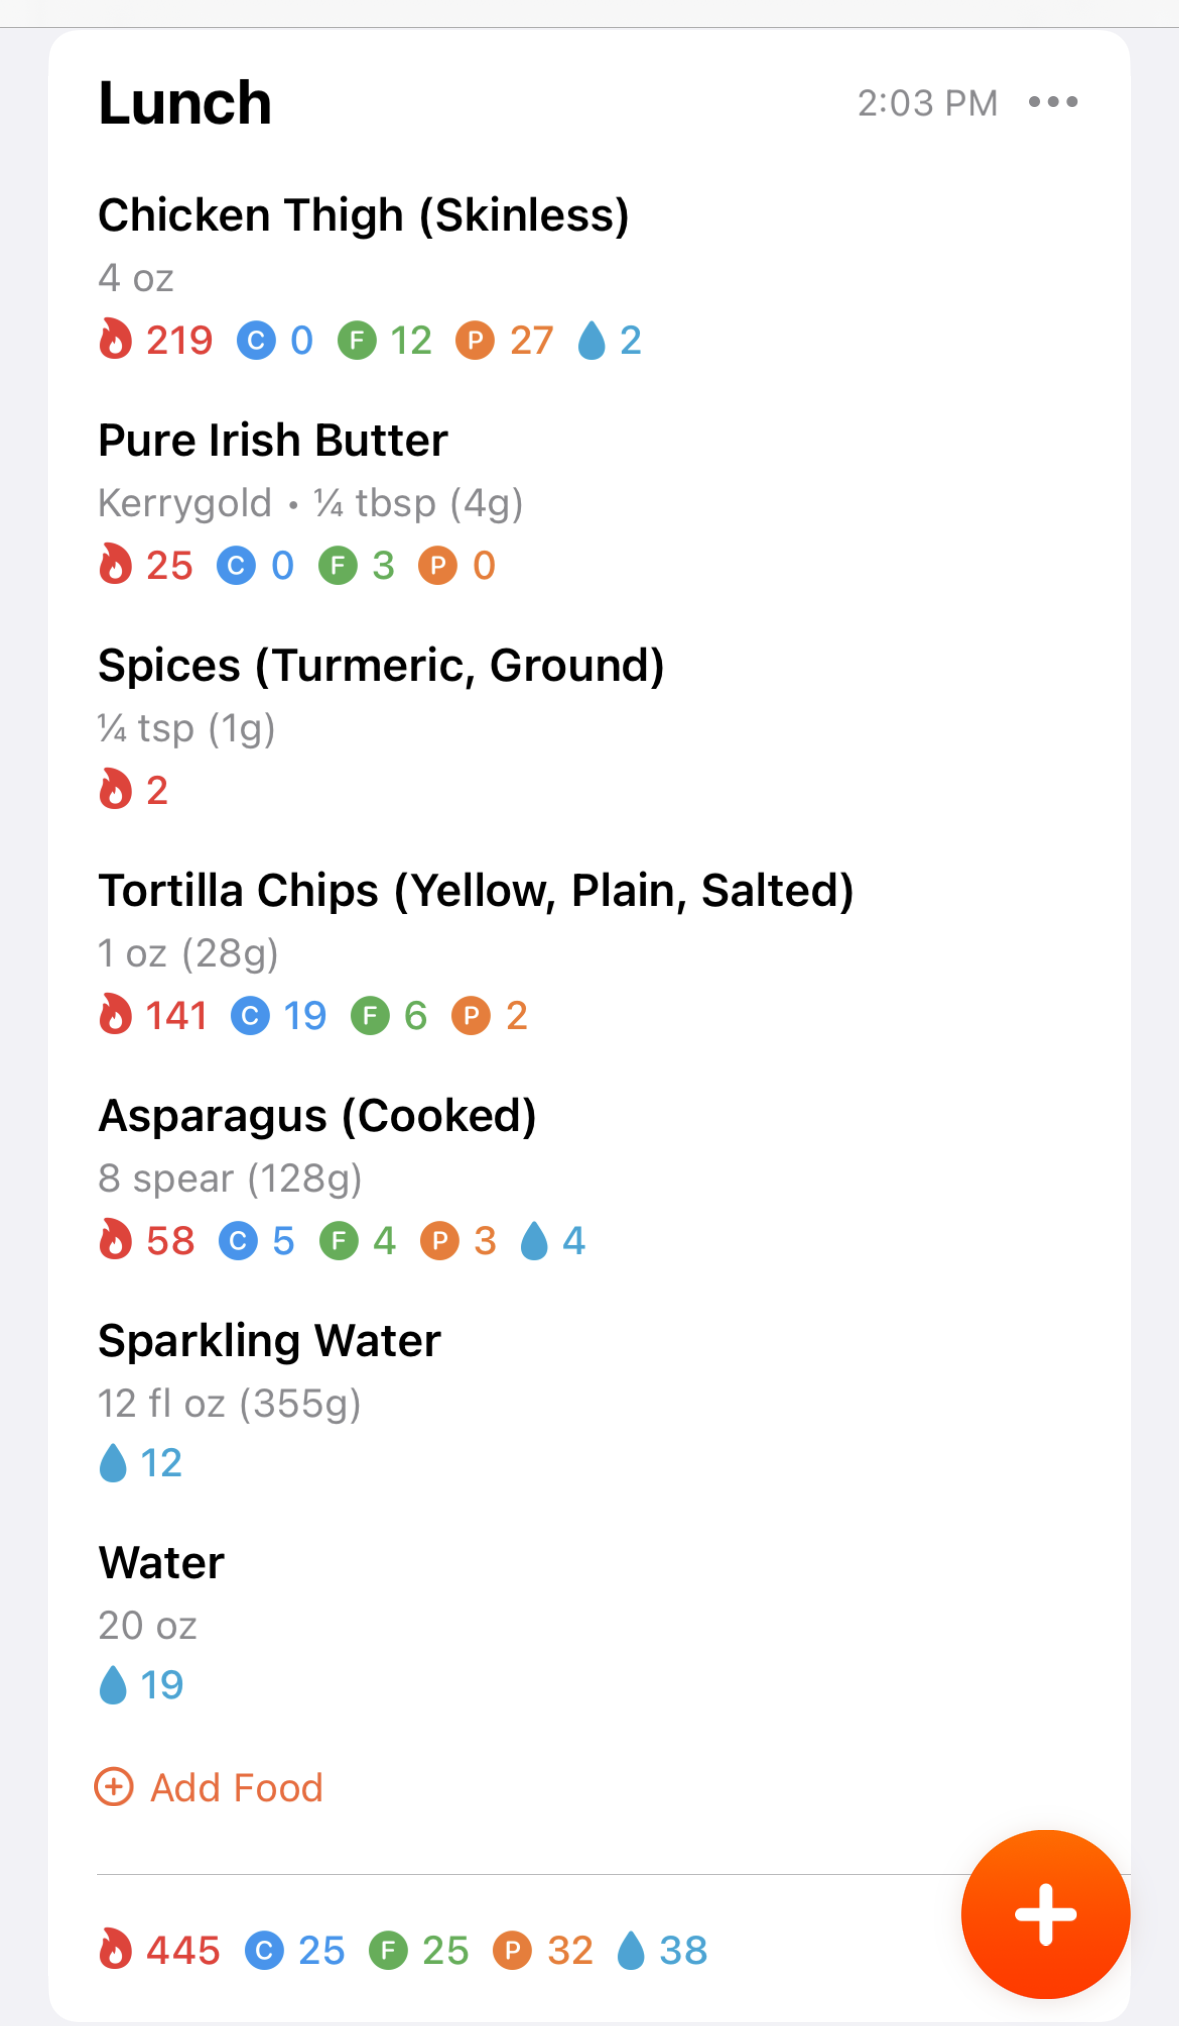 Lunch
2:03 PM •••
Chicken Thigh (Skinless)
4 oz
219 C 0 F 12 P 27 2
Pure Irish Butter
Kerrygold • ¼ tbsp (4g)
25 C 0 F 3 P 0
Spices (Turmeric, Ground)
¼ tsp (1g)
2
Tortilla Chips (Yellow, Plain, Salted)
1 oz (28g)
141 C 19 F 6 P 2
Asparagus (Cooked)
8 spear (128g)
58 C 5 F 4 P 3 4
Sparkling Water
12 fl oz (355g)
12
Water
20 oz
19
Add Food
445 C 25 F 25 P 32 38